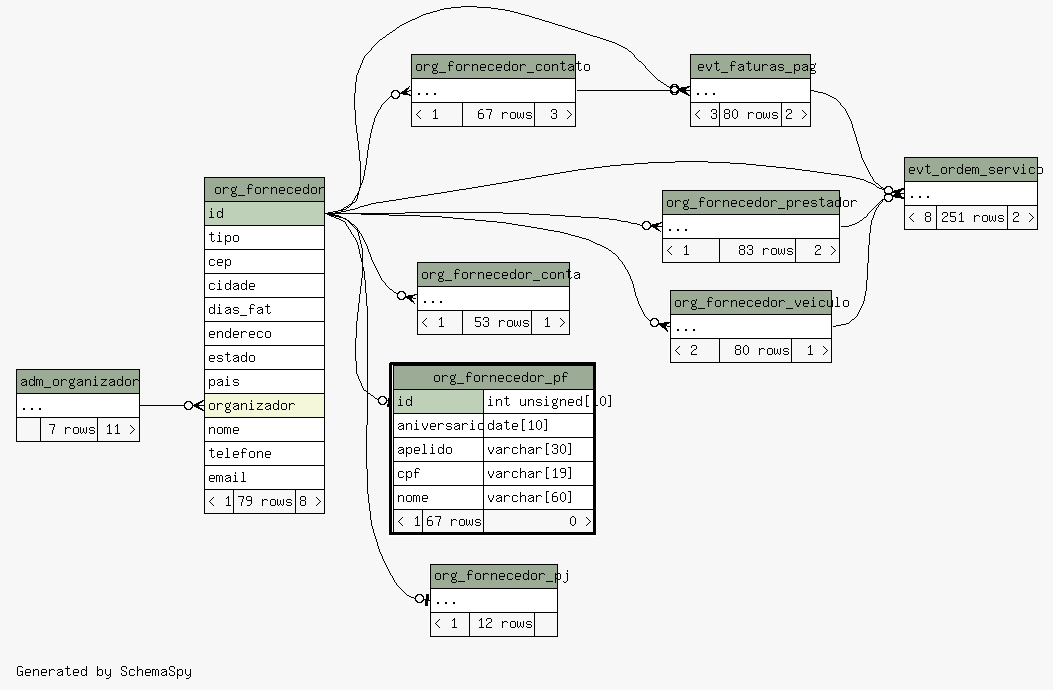 org_fornecedor_contato
...
< 1 67 rows 3 >
evt_faturas_pag
...
< 3 80 rows 2 >
evt_ordem_servico
...
< 8 251 rows 2 >
org_fornecedor
id
tipo
cep
cidade
dias_fat
endereco
estado
pais
organizador
nome
telefone
email
< 1 79 rows 8 >
org_fornecedor_prestador
...
< 1 83 rows 2 >
org_fornecedor_conta
...
< 1 53 rows 1 >
org_fornecedor_veiculo
...
< 2 80 rows 1 >
adm_organizador
...
7 rows 11 >
org_fornecedor_pf
id int unsigned[10]
aniversario date[10]
apelido varchar[30]
cpf varchar[19]
nome varchar[60]
< 1 67 rows 0 >
org_fornecedor_pj
...
< 1 12 rows
Generated by SchemaSpy